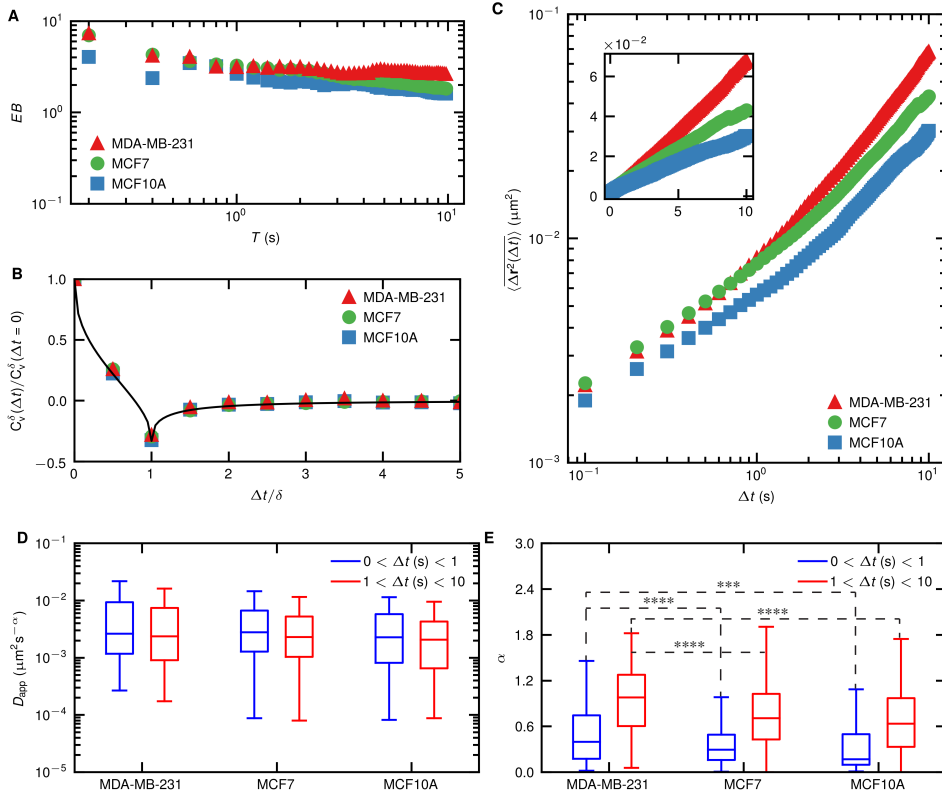 A
10¹
10⁰
10⁻¹
EB
MDA-MB-231
MCF7
MCF10A
10⁰
10¹
T (s)
B
1.0
0.5
0.0
−0.5
C_v^δ(Δt)/C_v^δ(Δt = 0)
MDA-MB-231
MCF7
MCF10A
0
1
2
3
4
5
Δt/δ
C
10⁻¹
10⁻²
10⁻³
⟨Δr²(Δt)⟩ (μm²)
×10⁻²
6
4
2
0
0
5
10
MDA-MB-231
MCF7
MCF10A
10⁻¹
10⁰
10¹
Δt (s)
D
10⁻¹
10⁻²
10⁻³
10⁻⁴
10⁻⁵
D_app (μm²s^−α)
0 < Δt (s) < 1
1 < Δt (s) < 10
MDA-MB-231
MCF7
MCF10A
E
3.0
2.4
1.8
1.2
0.6
0.0
α
0 < Δt (s) < 1
1 < Δt (s) < 10
***
****
****
****
MDA-MB-231
MCF7
MCF10A